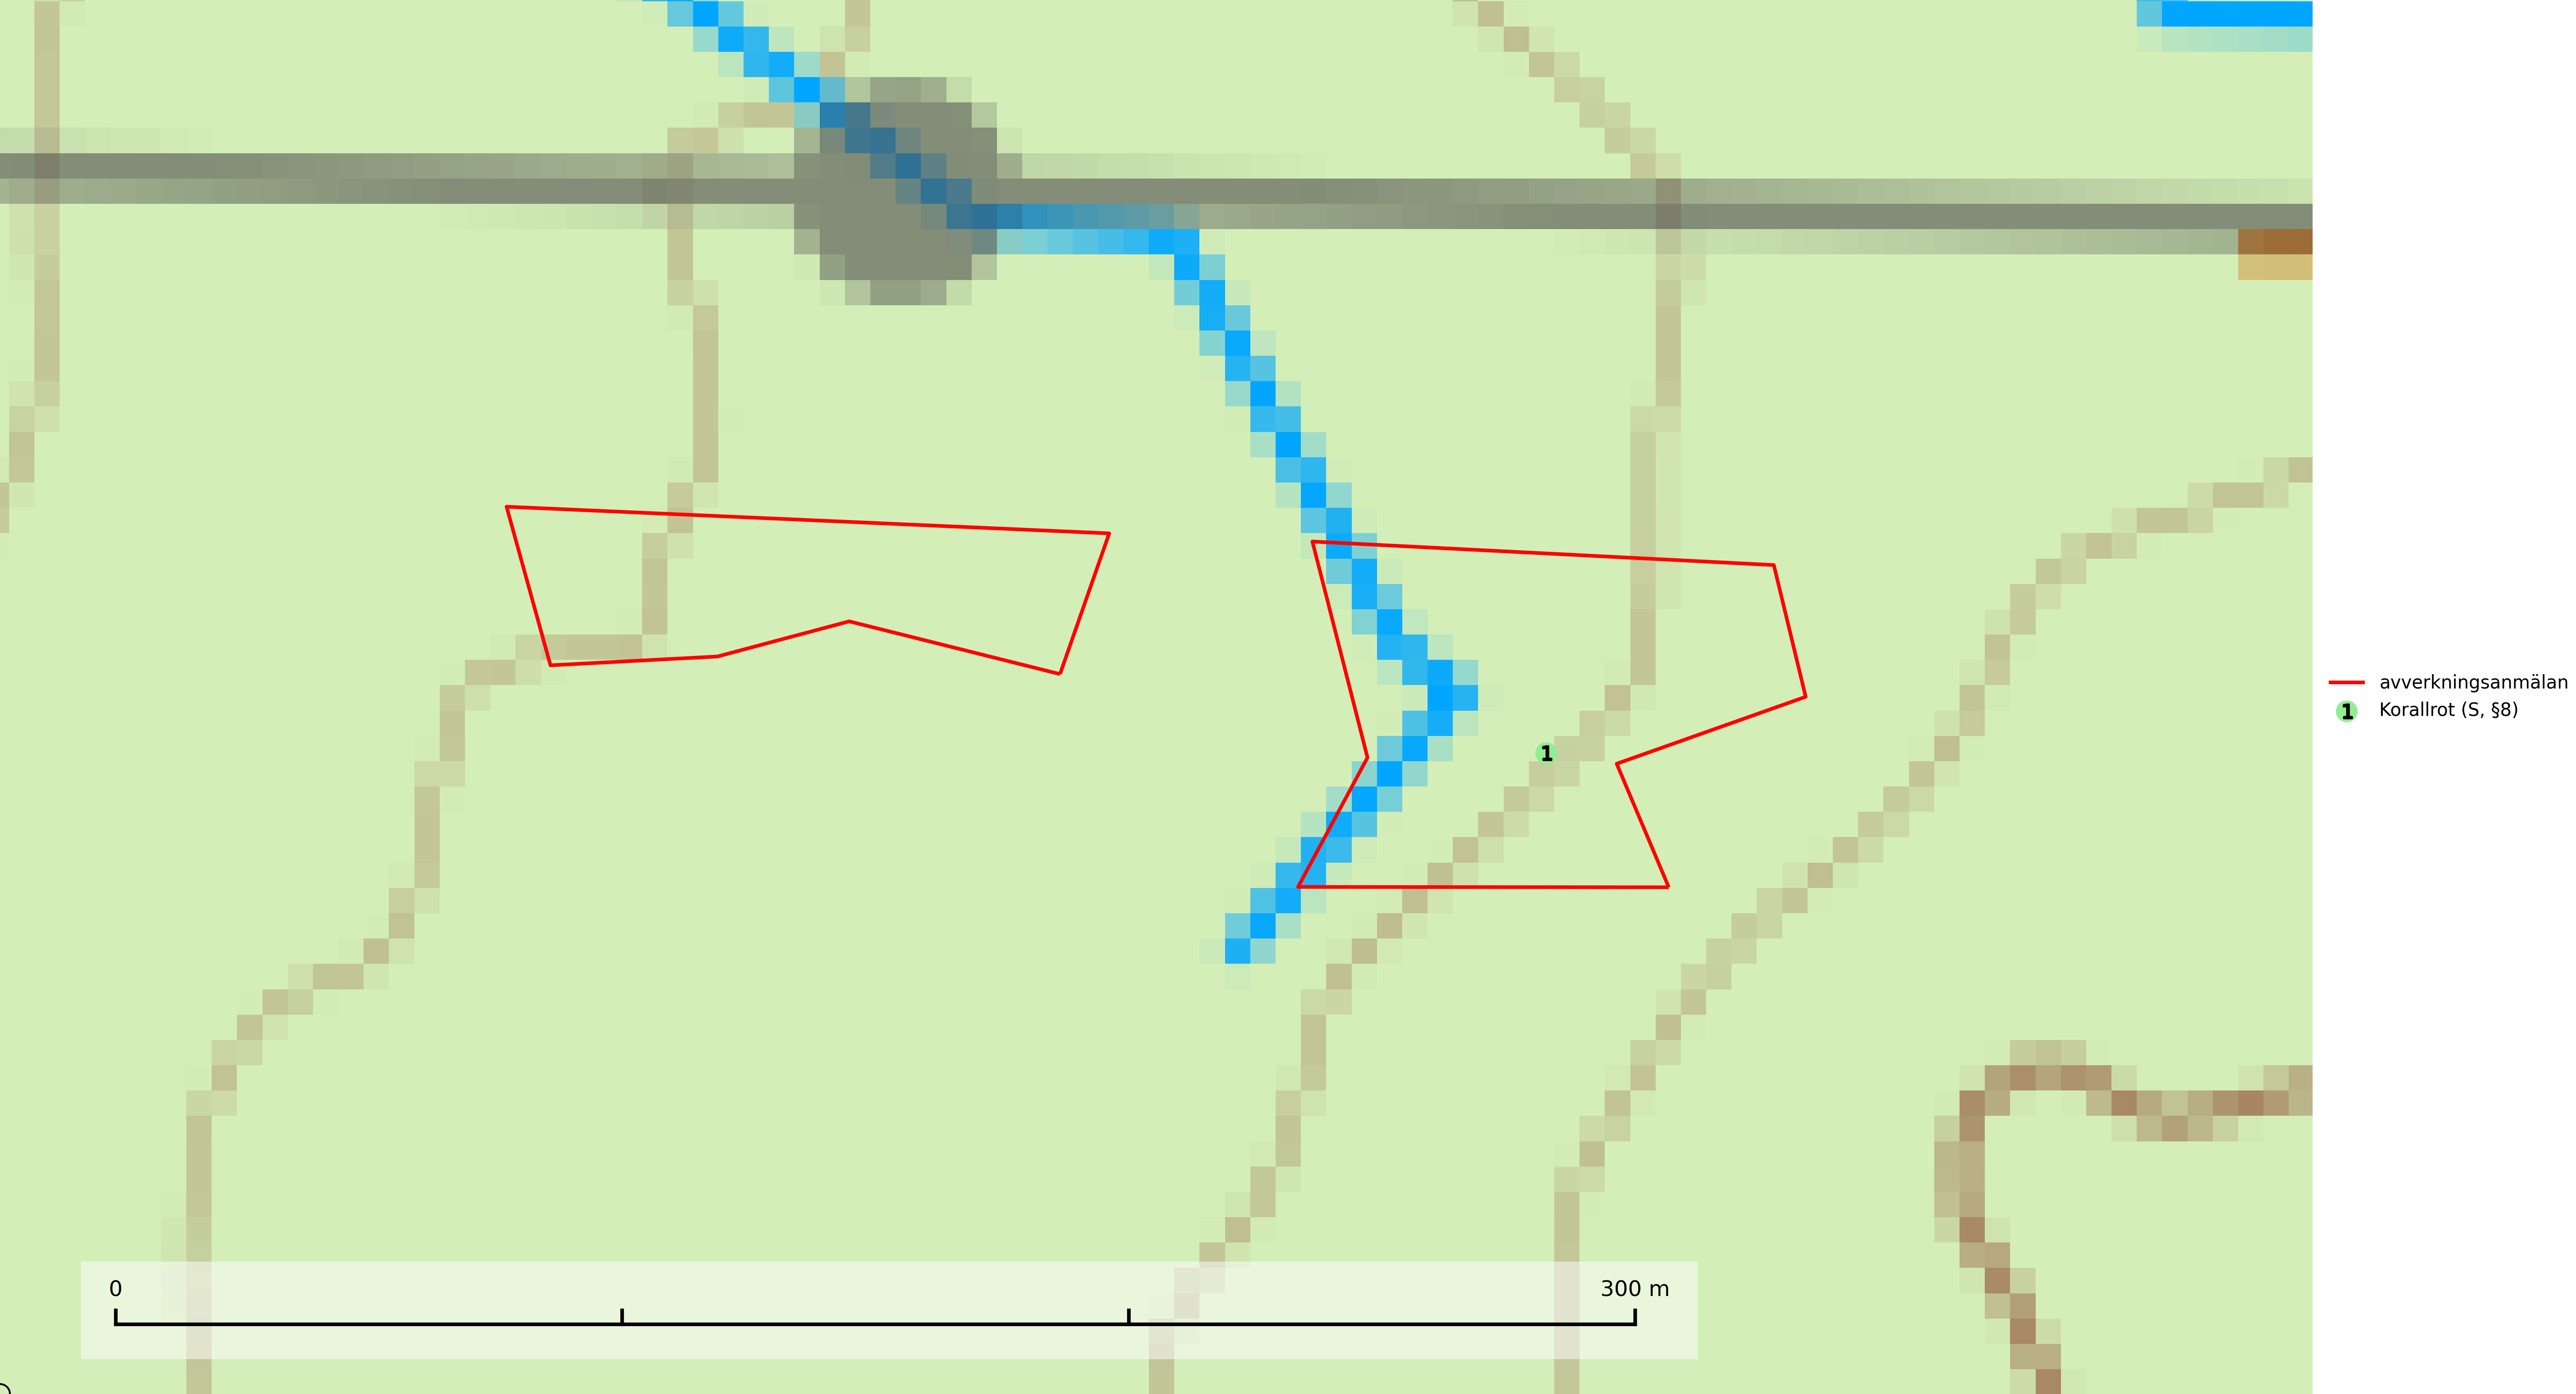 avverkningsanmälan
1 Korallrot (S, §8)
1
0 300 m